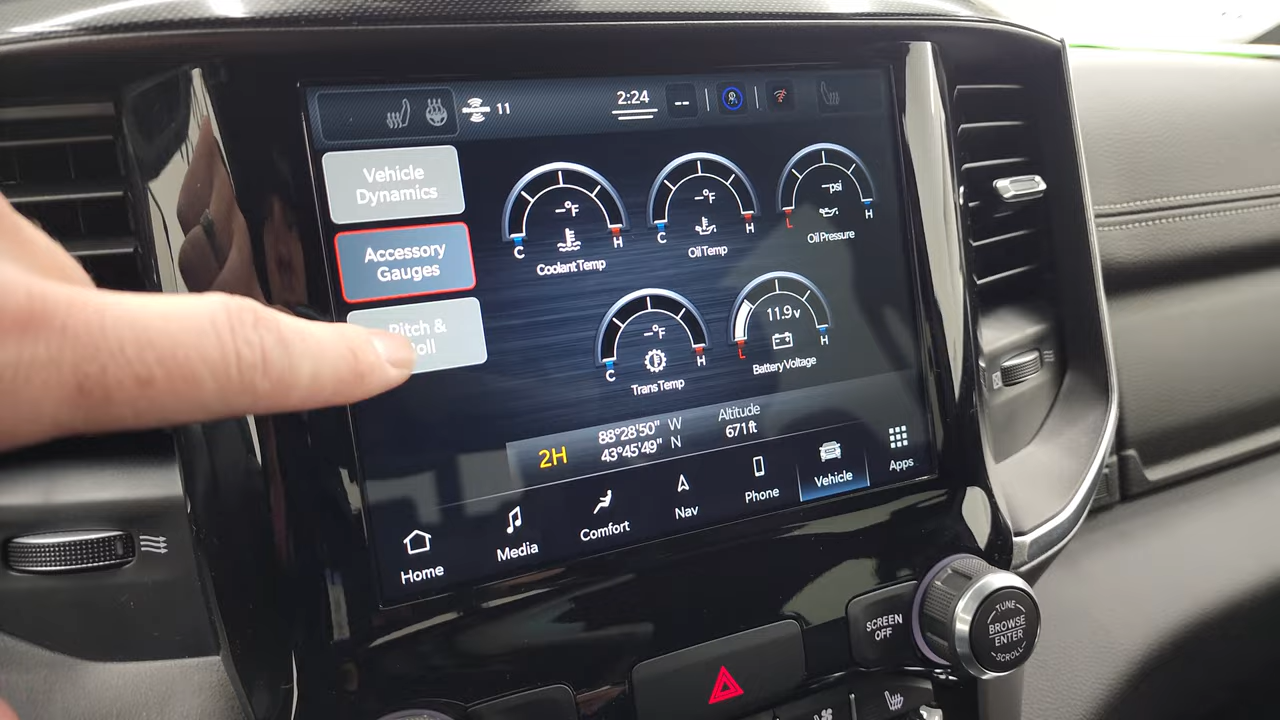 11
2:24
--
Vehicle
Dynamics
Accessory
Gauges
Pitch &
-°F
C
H
Coolant Temp
-°F
C
H
Oil Temp
-psi
L
H
Oil Pressure
-°F
C
H
Trans Temp
11.9 v
L
H
Battery Voltage
2H
88°28'50" W
43°45'49" N
Altitude
671 ft
Home
Media
Comfort
Nav
Phone
Vehicle
Apps
SCREEN
OFF
TUNE
BROWSE
ENTER
SCROLL